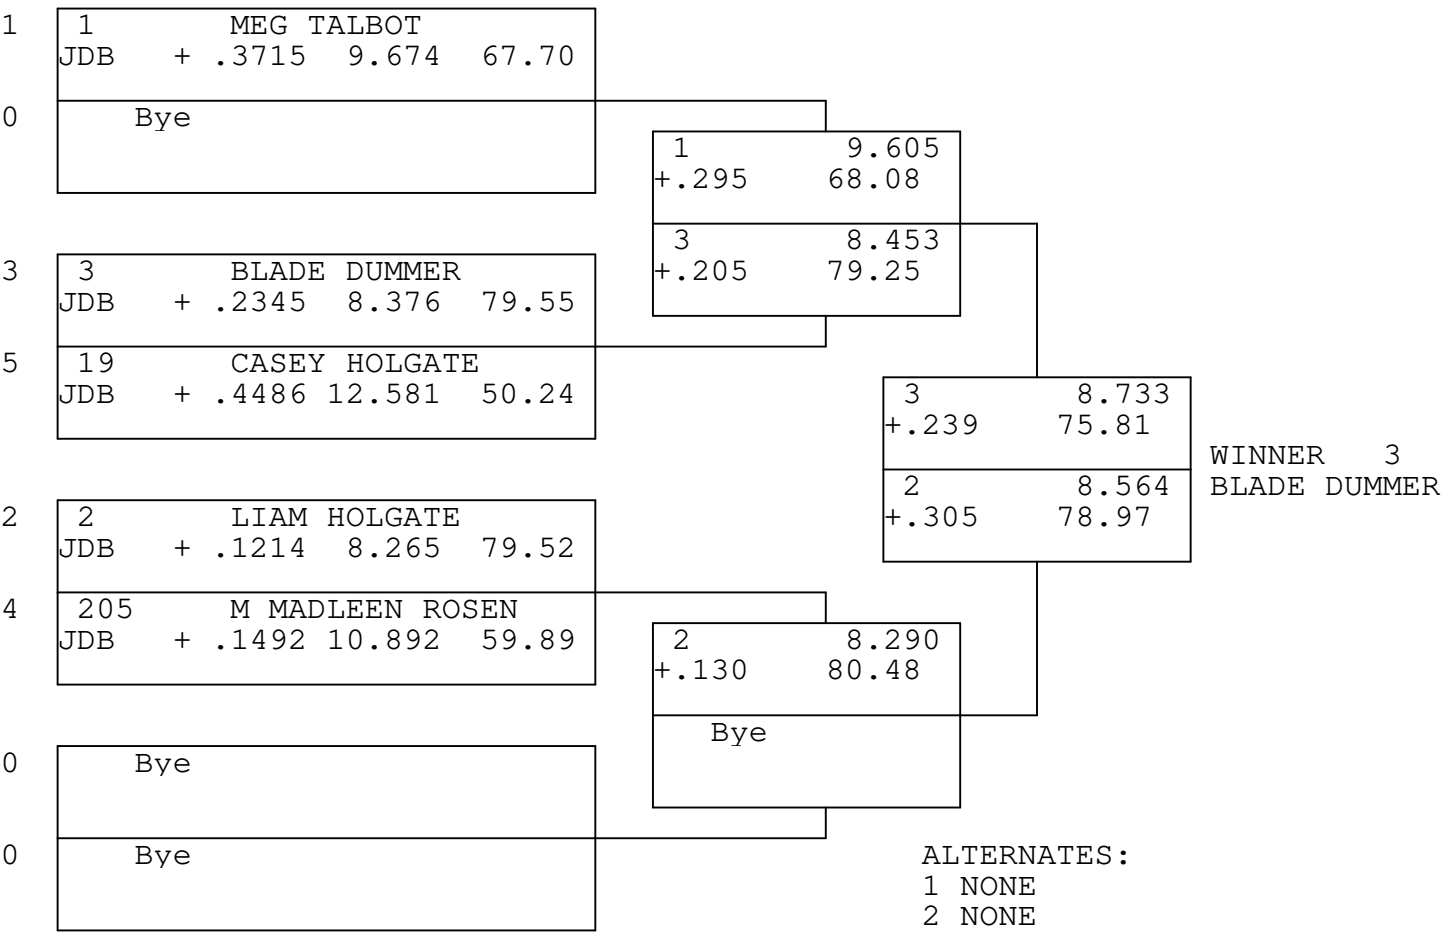 1 1 MEG TALBOT
JDB + .3715 9.674 67.70
0 Bye
1 9.605
+.295 68.08
3 8.453
+.205 79.25
3 3 BLADE DUMMER
JDB + .2345 8.376 79.55
5 19 CASEY HOLGATE
JDB + .4486 12.581 50.24
3 8.733
+.239 75.81
2 8.564
+.305 78.97
WINNER 3
BLADE DUMMER
2 2 LIAM HOLGATE
JDB + .1214 8.265 79.52
4 205 M MADLEEN ROSEN
JDB + .1492 10.892 59.89
2 8.290
+.130 80.48
Bye
0 Bye
0 Bye
ALTERNATES:
1 NONE
2 NONE